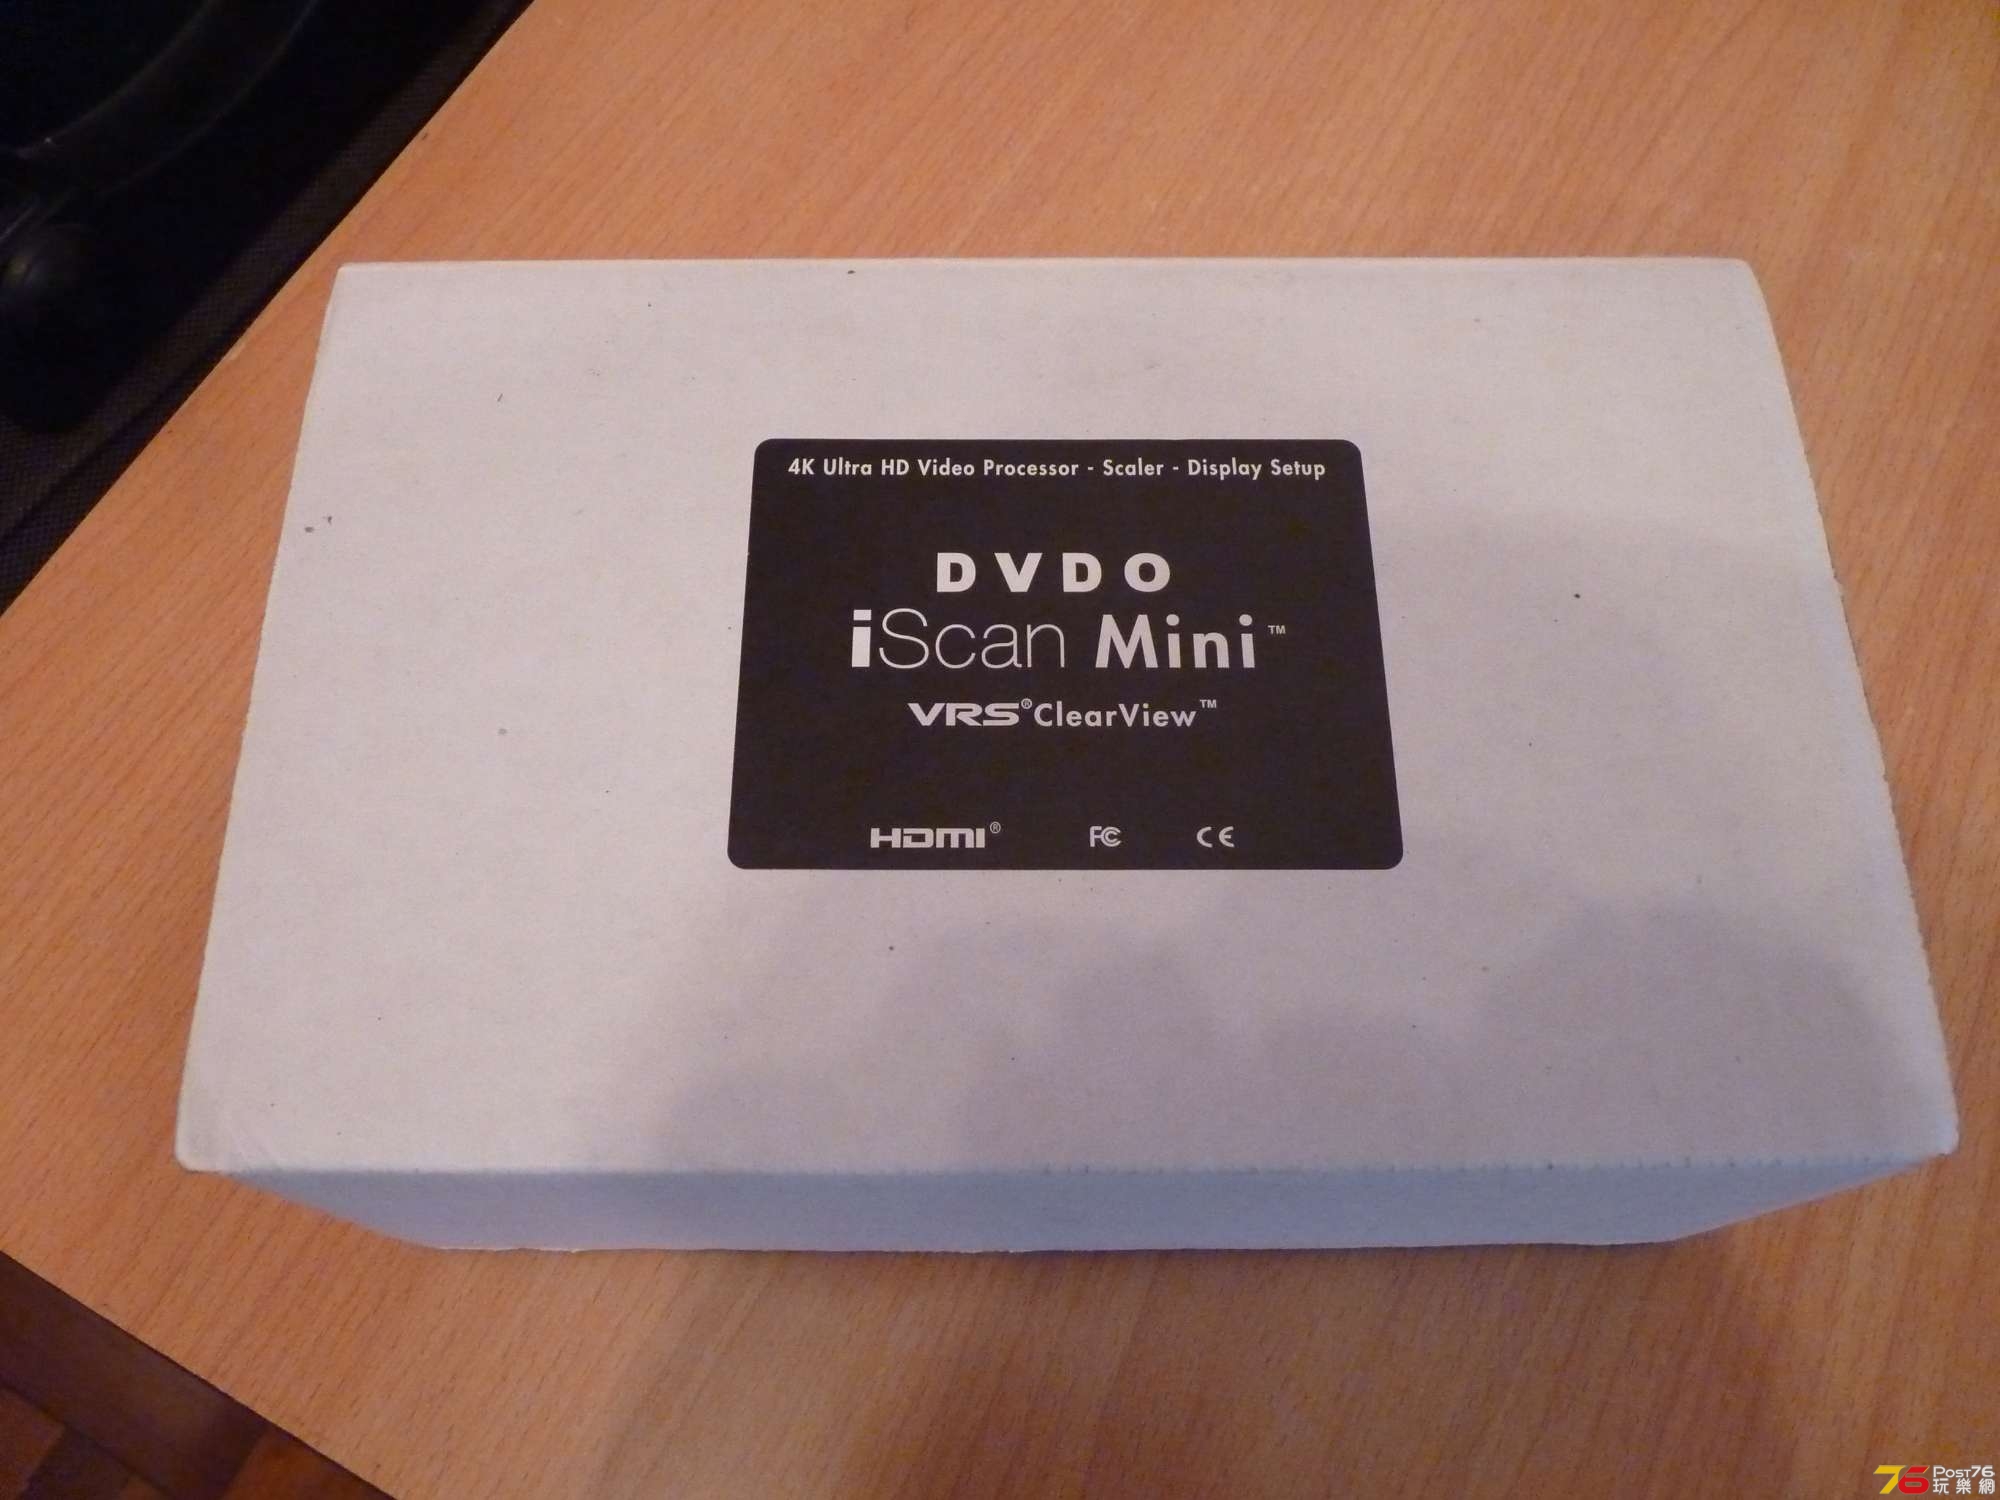 4K Ultra HD Video Processor - Scaler - Display Setup
DVDO
iScan Mini™
VRS® ClearView™
HDMI® FC CE
76 Post76
玩樂網